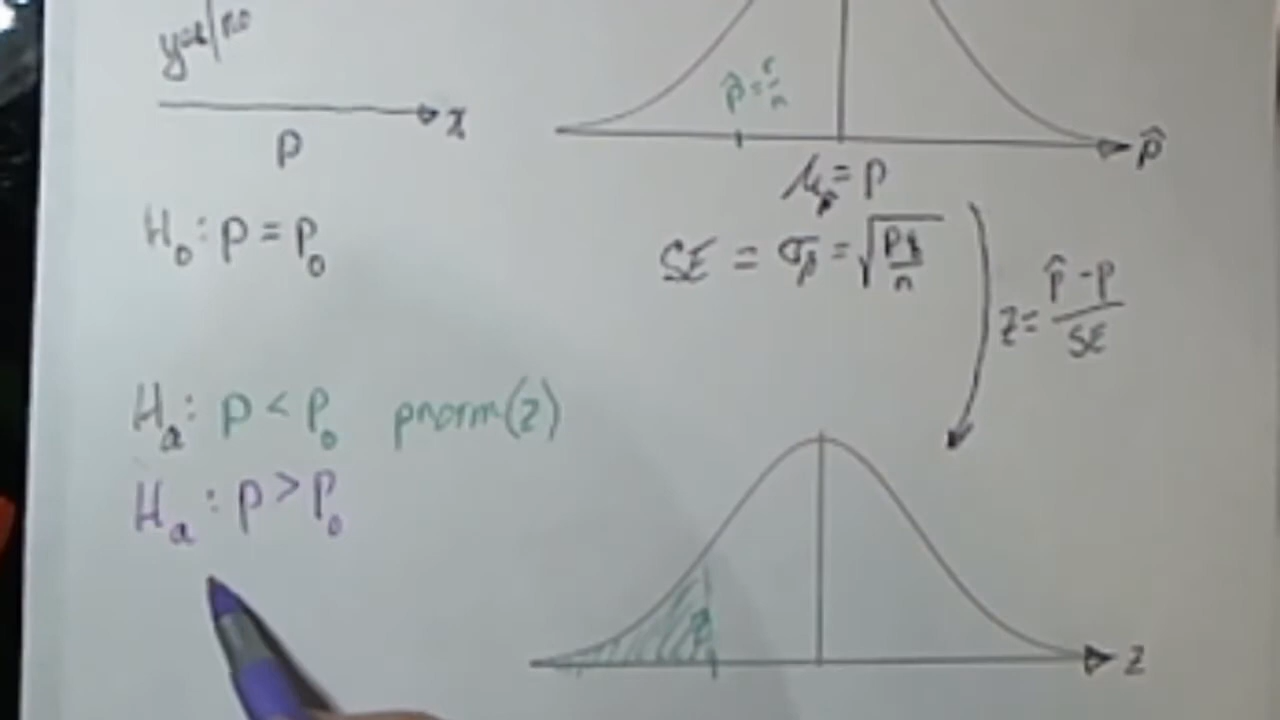 yes/no
x
p
H₀: p = p₀
Hₐ: p < p₀ pnorm(z)
Hₐ: p > p₀
p̂ = r/n
p̂
μp̂ = p
SE = σp̂ = √(pq/n)
z = (p̂ - p)/SE
p
z